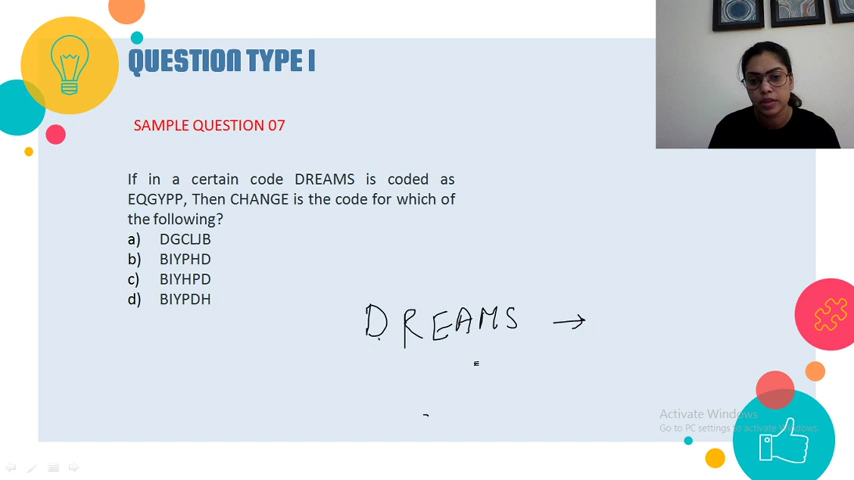 QUESTION TYPE I
SAMPLE QUESTION 07
If in a certain code DREAMS is coded as
EQGYPP, Then CHANGE is the code for which of
the following?
a) DGCLJB
b) BIYPHD
c) BIYHPD
d) BIYPDH
DREAMS →
Activate Windows
Go to PC settings to activate Windows.